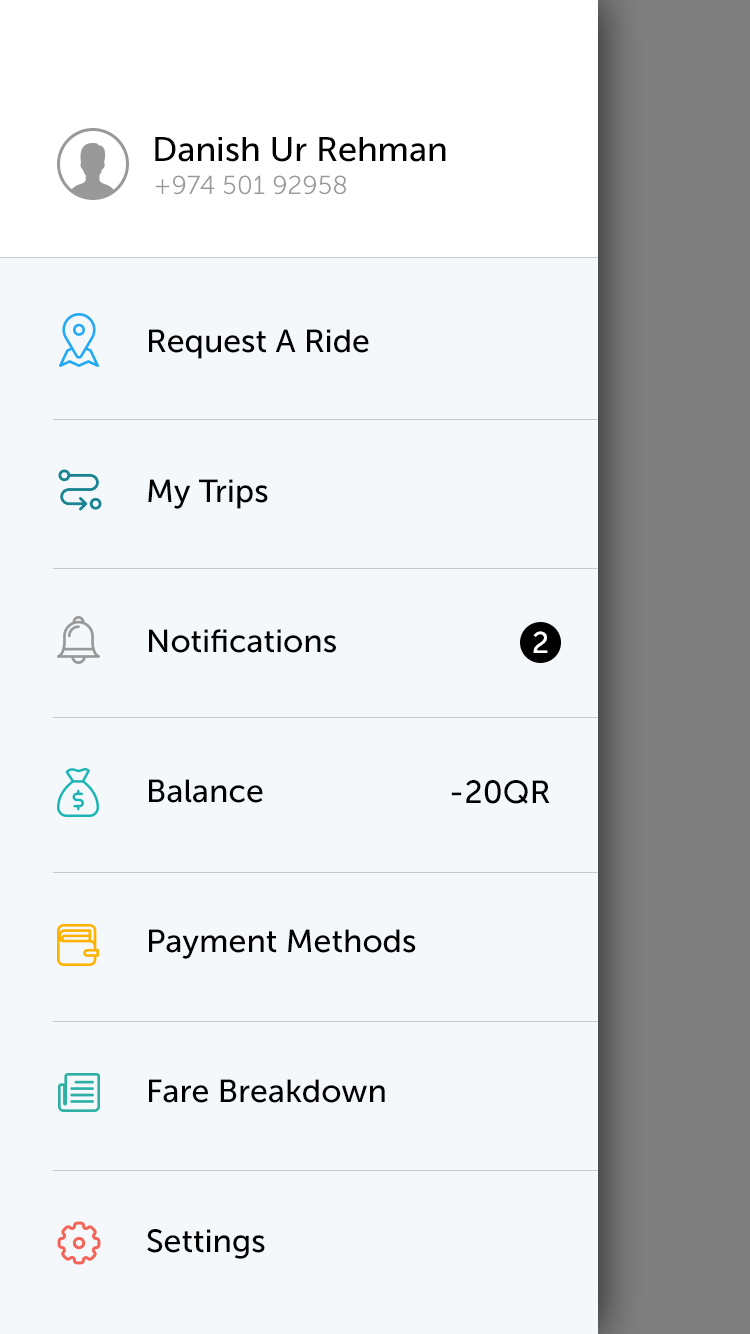 Danish Ur Rehman
+974 501 92958
Request A Ride
My Trips
Notifications 2
Balance -20QR
$
Payment Methods
Fare Breakdown
Settings